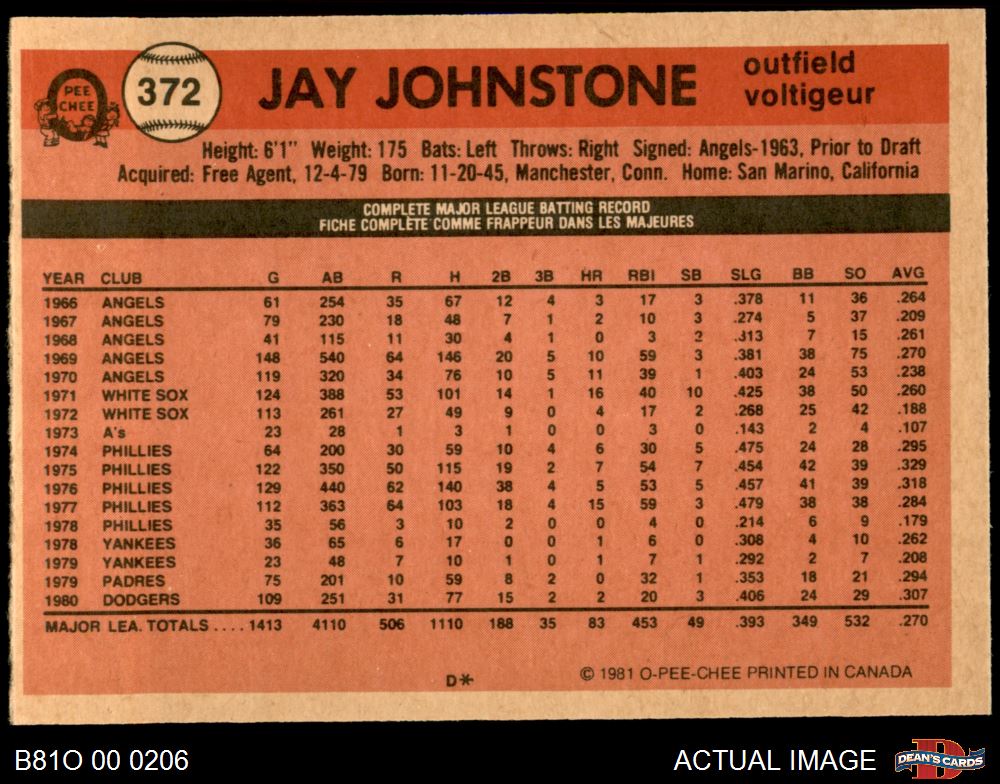 PEE CHEE 372 JAY JOHNSTONE outfield
voltigeur
Height: 6'1" Weight: 175 Bats: Left Throws: Right Signed: Angels-1963, Prior to Draft
Acquired: Free Agent, 12-4-79 Born: 11-20-45, Manchester, Conn. Home: San Marino, California
COMPLETE MAJOR LEAGUE BATTING RECORD
FICHE COMPLÈTE COMME FRAPPEUR DANS LES MAJEURES
YEAR CLUB G AB R H 2B 3B HR RBI SB SLG BB SO AVG
1966 ANGELS 61 254 35 67 12 4 3 17 3 .378 11 36 .264
1967 ANGELS 79 230 18 48 7 1 2 10 3 .274 5 37 .209
1968 ANGELS 41 115 11 30 4 1 0 3 2 .313 7 15 .261
1969 ANGELS 148 540 64 146 20 5 10 59 3 .381 38 75 .270
1970 ANGELS 119 320 34 76 10 5 11 39 1 .403 24 53 .238
1971 WHITE SOX 124 388 53 101 14 1 16 40 10 .425 38 50 .260
1972 WHITE SOX 113 261 27 49 9 0 4 17 2 .268 25 42 .188
1973 A's 23 28 1 3 1 0 0 3 0 .143 2 4 .107
1974 PHILLIES 64 200 30 59 10 4 6 30 5 .475 24 28 .295
1975 PHILLIES 122 350 50 115 19 2 7 54 7 .454 42 39 .329
1976 PHILLIES 129 440 62 140 38 4 5 53 5 .457 41 39 .318
1977 PHILLIES 112 363 64 103 18 4 15 59 3 .479 38 38 .284
1978 PHILLIES 35 56 3 10 2 0 0 4 0 .214 6 9 .179
1978 YANKEES 36 65 6 17 0 0 1 6 0 .308 4 10 .262
1979 YANKEES 23 48 7 10 1 0 1 7 1 .292 2 7 .208
1979 PADRES 75 201 10 59 8 2 0 32 1 .353 18 21 .294
1980 DODGERS 109 251 31 77 15 2 2 20 3 .406 24 29 .307
MAJOR LEA. TOTALS .... 1413 4110 506 1110 188 35 83 453 49 .393 349 532 .270
D* © 1981 O-PEE-CHEE PRINTED IN CANADA
B81O 00 0206 ACTUAL IMAGE D DEAN'S CARDS